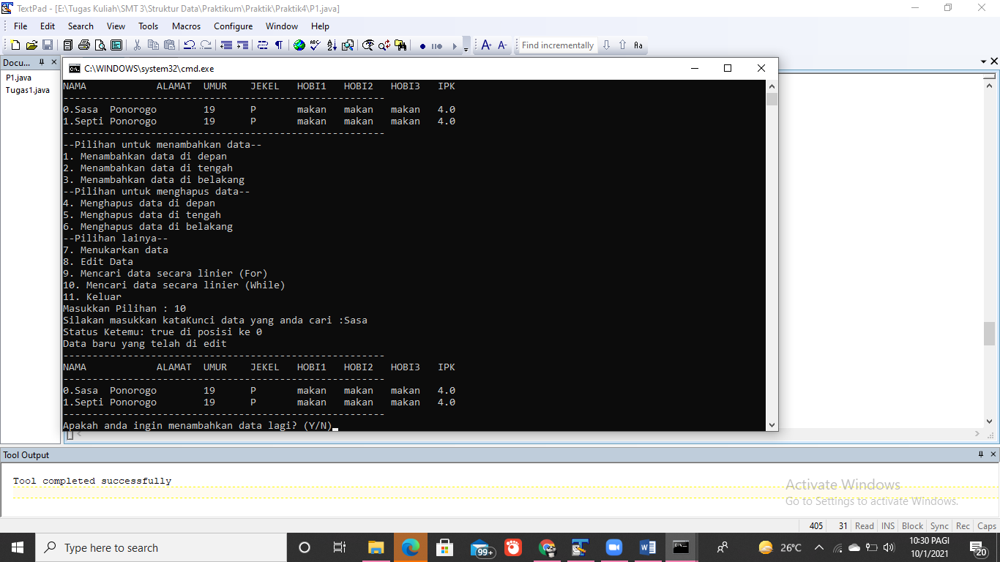 TextPad - [E:\Tugas Kuliah\SMT 3\Struktur Data\Praktikum\Praktik\Praktik4\P1.java]
File Edit Search View Tools Macros Configure Window Help
Find incrementally
Docu...
P1.java
Tugas1.java
C:\WINDOWS\system32\cmd.exe
NAMA ALAMAT UMUR JEKEL HOBI1 HOBI2 HOBI3 IPK
-------------------------------------------------------
0.Sasa Ponorogo 19 P makan makan makan 4.0
1.Septi Ponorogo 19 P makan makan makan 4.0
-------------------------------------------------------
--Pilihan untuk menambahkan data--
1. Menambahkan data di depan
2. Menambahkan data di tengah
3. Menambahkan data di belakang
--Pilihan untuk menghapus data--
4. Menghapus data di depan
5. Menghapus data di tengah
6. Menghapus data di belakang
--Pilihan lainya--
7. Menukarkan data
8. Edit Data
9. Mencari data secara linier (For)
10. Mencari data secara linier (While)
11. Keluar
Masukkan Pilihan : 10
Silakan masukkan kataKunci data yang anda cari :Sasa
Status Ketemu: true di posisi ke 0
Data baru yang telah di edit
-------------------------------------------------------
NAMA ALAMAT UMUR JEKEL HOBI1 HOBI2 HOBI3 IPK
-------------------------------------------------------
0.Sasa Ponorogo 19 P makan makan makan 4.0
1.Septi Ponorogo 19 P makan makan makan 4.0
-------------------------------------------------------
Apakah anda ingin menambahkan data lagi? (Y/N)
Tool Output
Tool completed successfully
Activate Windows
Go to Settings to activate Windows.
405 31 Read INS Block Sync Rec Caps
Type here to search
99+
26°C
10:30 PAGI
10/1/2021
20